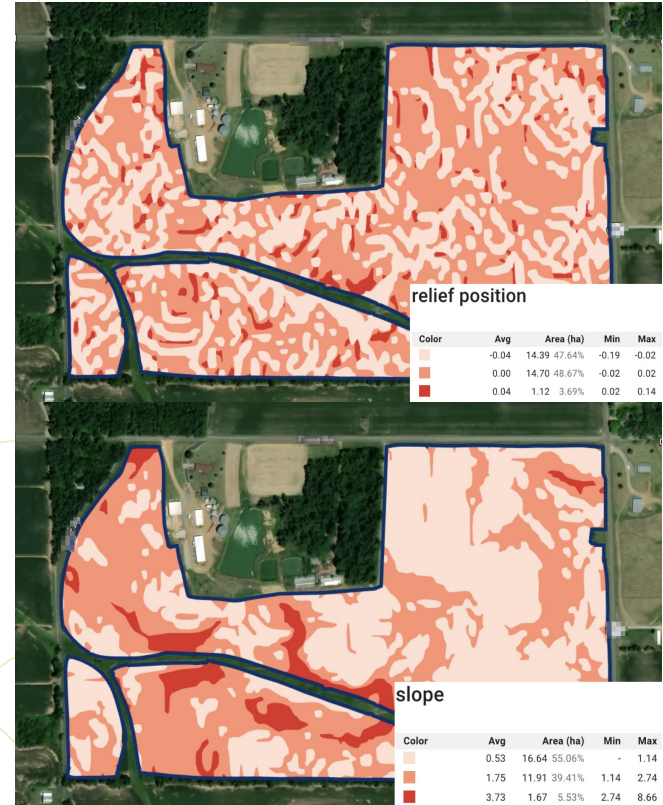 relief position
Color Avg Area (ha) Min Max
-0.04 14.39 47.64% -0.19 -0.02
0.00 14.70 48.67% -0.02 0.02
0.04 1.12 3.69% 0.02 0.14
slope
Color Avg Area (ha) Min Max
0.53 16.64 55.06% - 1.14
1.75 11.91 39.41% 1.14 2.74
3.73 1.67 5.53% 2.74 8.66